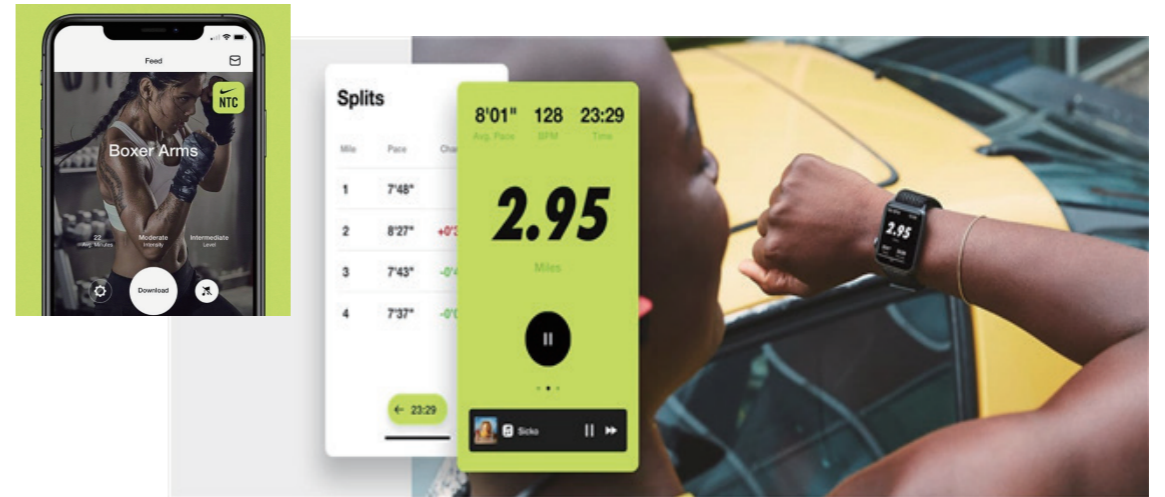 Feed
NTC
Boxer Arms
22 Moderate Intermediate
Avg. Minutes Intensity Level
Download
Splits
Mile Pace
1 7'48"
2 8'27"
3 7'43"
4 7'37"
← 23:29
8'01" 128 23:29
Avg. Pace BPM Time
2.95
Miles
Sicko
2.95